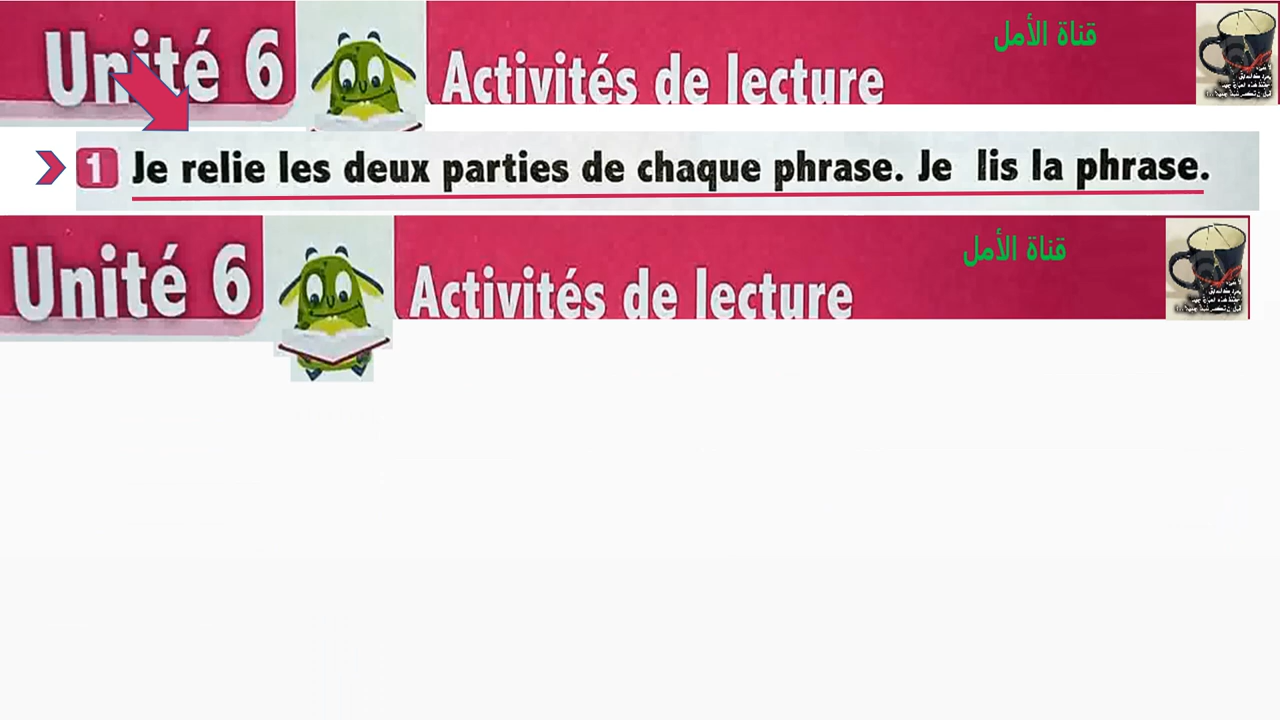 Unité 6
Activités de lecture
قناة الأمل
1 Je relie les deux parties de chaque phrase. Je lis la phrase.
Unité 6
Activités de lecture
قناة الأمل